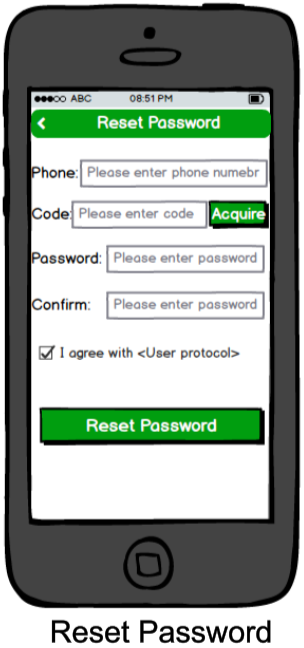 ABC 08:51 PM
Reset Password
Phone: Please enter phone numebr
Code: Please enter code Acquire
Password: Please enter password
Confirm: Please enter password
I agree with <User protocol>
Reset Password
Reset Password